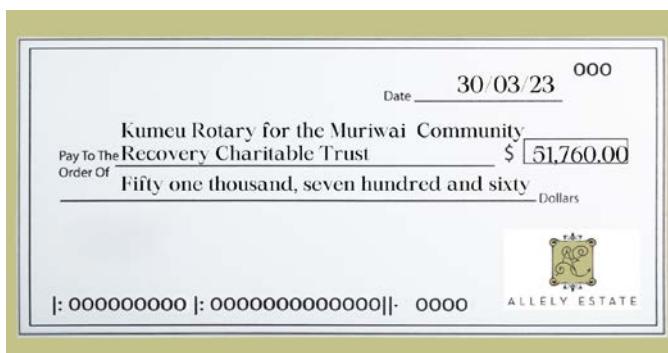 000
Date 30/03/23
Kumeu Rotary for the Muriwai Community
Pay To The Recovery Charitable Trust $ 51,760.00
Order Of
Fifty one thousand, seven hundred and sixty
Dollars
ALLELY ESTATE
|: 000000000 |: 0000000000000||· 0000